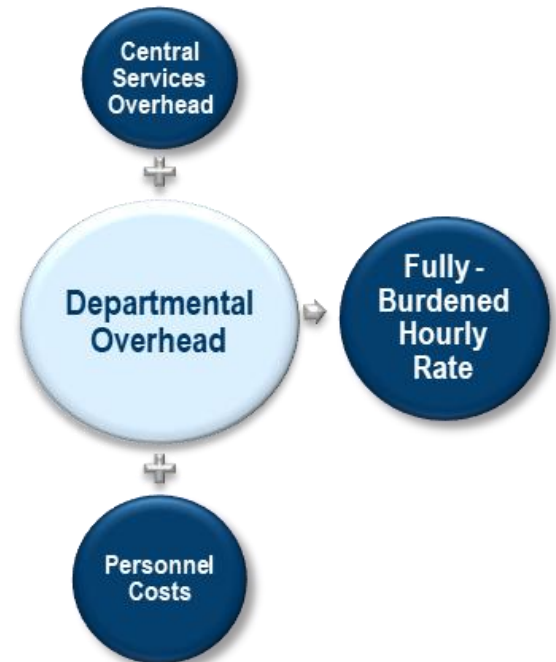 Central
Services
Overhead
+
Departmental
Overhead
Fully -
Burdened
Hourly
Rate
+
Personnel
Costs